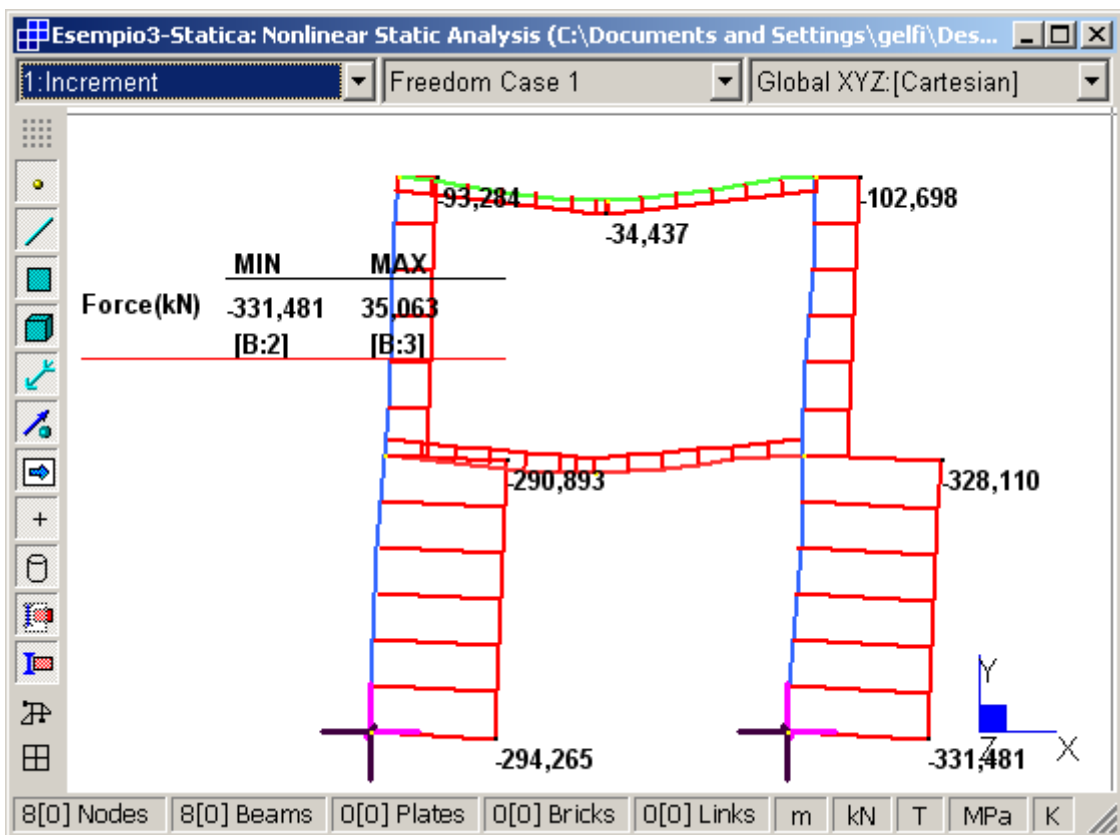 Esempio3-Statica: Nonlinear Static Analysis (C:\Documents and Settings\gelfi\Des...
1:Increment Freedom Case 1 Global XYZ:[Cartesian]
-93,284 -102,698
-34,437
MIN MAX
Force(kN) -331,481 35,063
[B:2] [B:3]
-290,893 -328,110
Y
Z X
-294,265 -331,481
8[0] Nodes 8[0] Beams 0[0] Plates 0[0] Bricks 0[0] Links m kN T MPa K